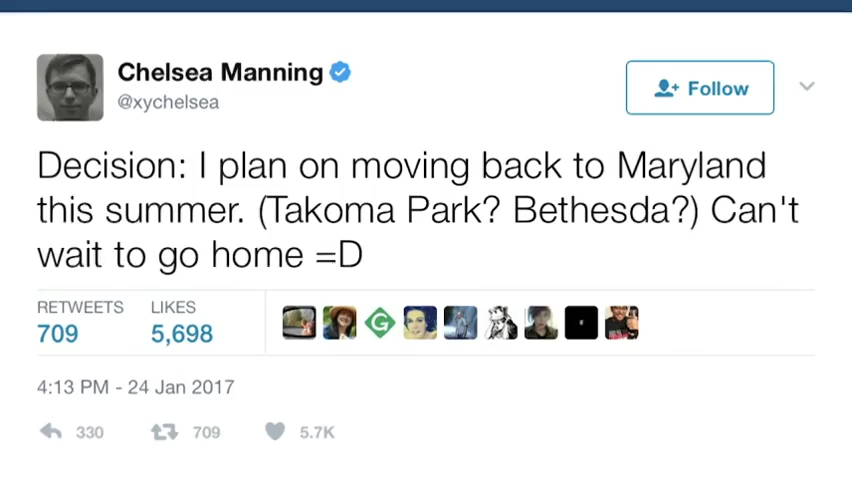 Chelsea Manning
@xychelsea
Follow
Decision: I plan on moving back to Maryland
this summer. (Takoma Park? Bethesda?) Can't
wait to go home =D
RETWEETS LIKES
709 5,698
G
4:13 PM - 24 Jan 2017
330 709 5.7K